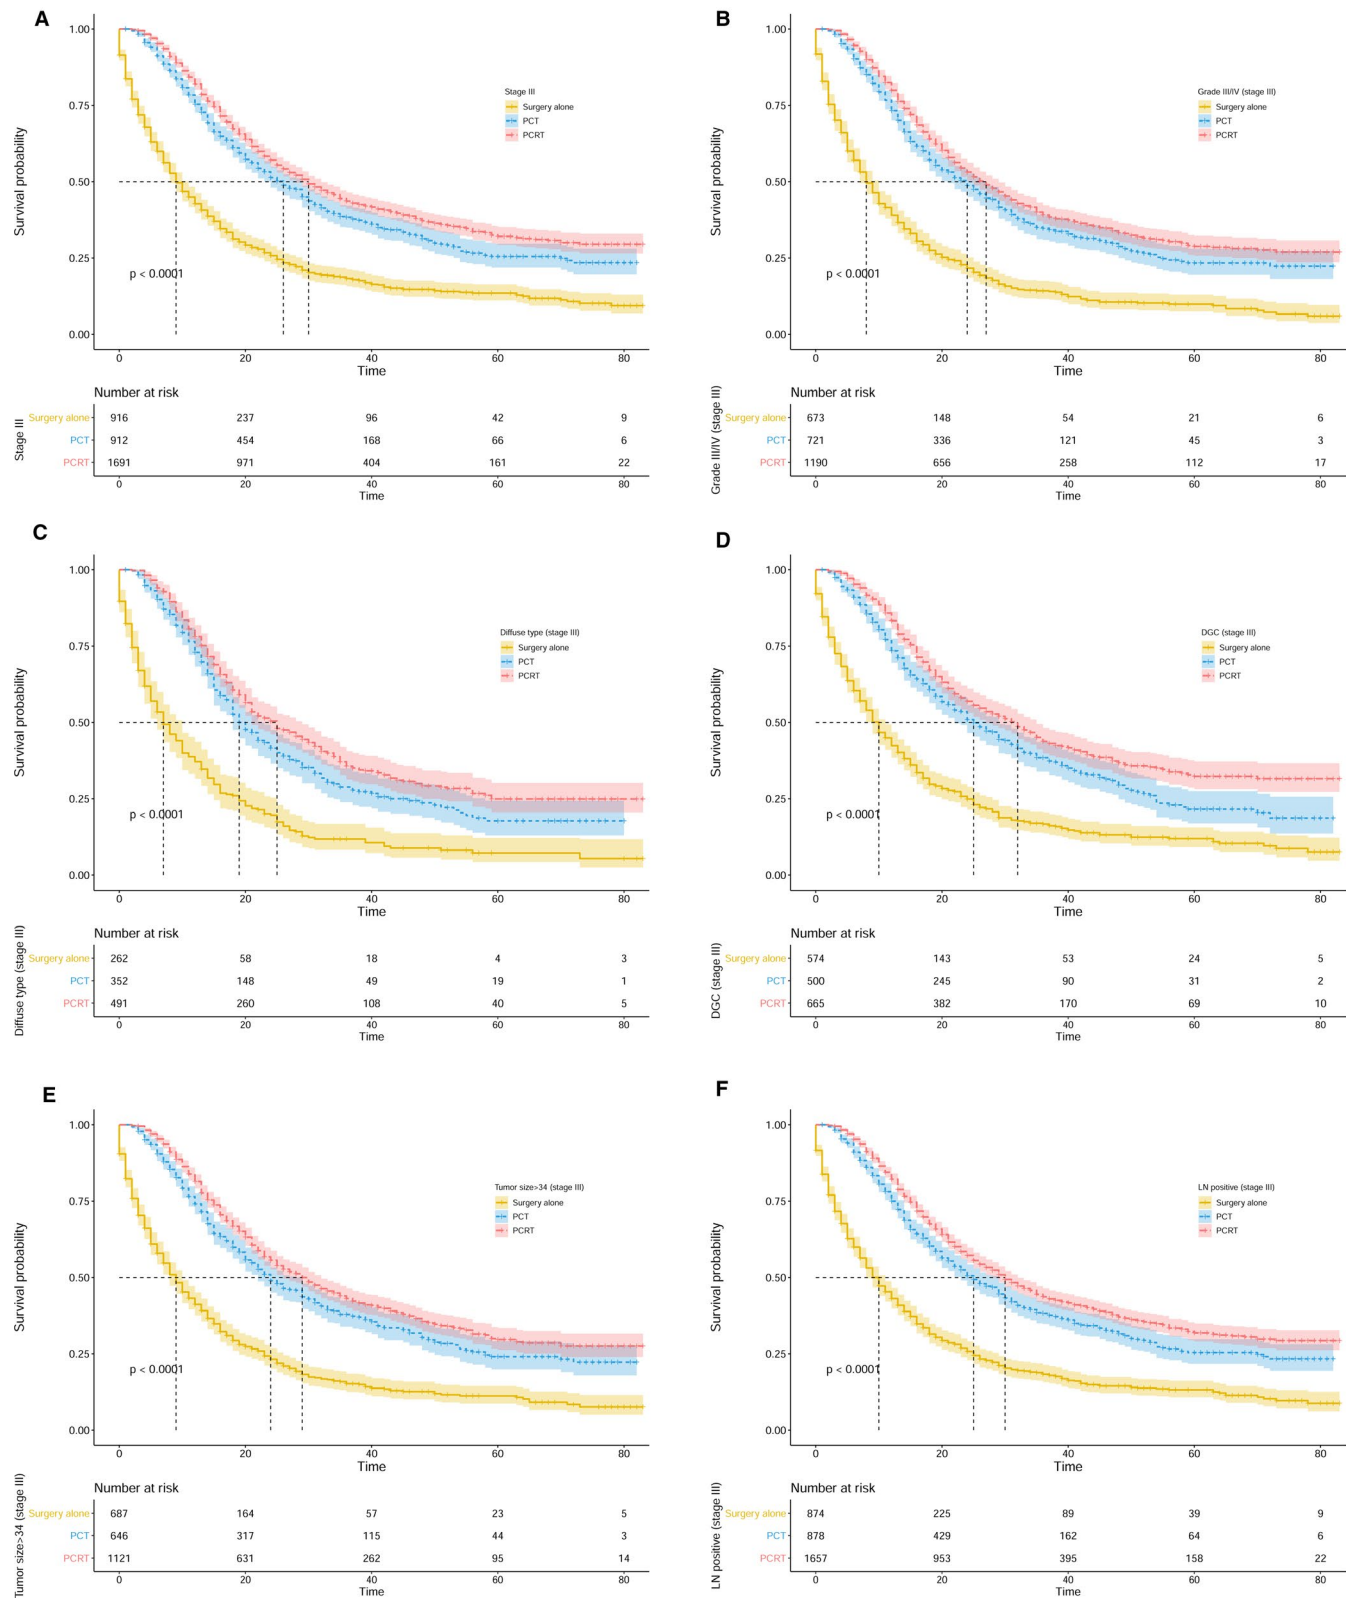 A
1.00
0.75
0.50
0.25
0.00
Survival probability
Stage III
Surgery alone
PCT
PCRT
p < 0.0001
0 20 40 60 80
Time
Number at risk
Stage III
Surgery alone 916 237 96 42 9
PCT 912 454 168 66 6
PCRT 1691 971 404 161 22
0 20 40 60 80
Time
B
1.00
0.75
0.50
0.25
0.00
Survival probability
Grade III/IV (stage III)
Surgery alone
PCT
PCRT
p < 0.0001
0 20 40 60 80
Time
Number at risk
Grade III/IV (stage III)
Surgery alone 673 148 54 21 6
PCT 721 336 121 45 3
PCRT 1190 656 258 112 17
0 20 40 60 80
Time
C
1.00
0.75
0.50
0.25
0.00
Survival probability
Diffuse type (stage III)
Surgery alone
PCT
PCRT
p < 0.0001
0 20 40 60 80
Time
Number at risk
Diffuse type (stage III)
Surgery alone 262 58 18 4 3
PCT 352 148 49 19 1
PCRT 491 260 108 40 5
0 20 40 60 80
Time
D
1.00
0.75
0.50
0.25
0.00
Survival probability
DGC (stage III)
Surgery alone
PCT
PCRT
p < 0.0001
0 20 40 60 80
Time
Number at risk
DGC (stage III)
Surgery alone 574 143 53 24 5
PCT 500 245 90 31 2
PCRT 665 382 170 69 10
0 20 40 60 80
Time
E
1.00
0.75
0.50
0.25
0.00
Survival probability
Tumor size>34 (stage III)
Surgery alone
PCT
PCRT
p < 0.0001
0 20 40 60 80
Time
Number at risk
Tumor size>34 (stage III)
Surgery alone 687 164 57 23 5
PCT 646 317 115 44 3
PCRT 1121 631 262 95 14
0 20 40 60 80
Time
F
1.00
0.75
0.50
0.25
0.00
Survival probability
LN positive (stage III)
Surgery alone
PCT
PCRT
p < 0.0001
0 20 40 60 80
Time
Number at risk
LN positive (stage III)
Surgery alone 874 225 89 39 9
PCT 878 429 162 64 6
PCRT 1657 953 395 158 22
0 20 40 60 80
Time